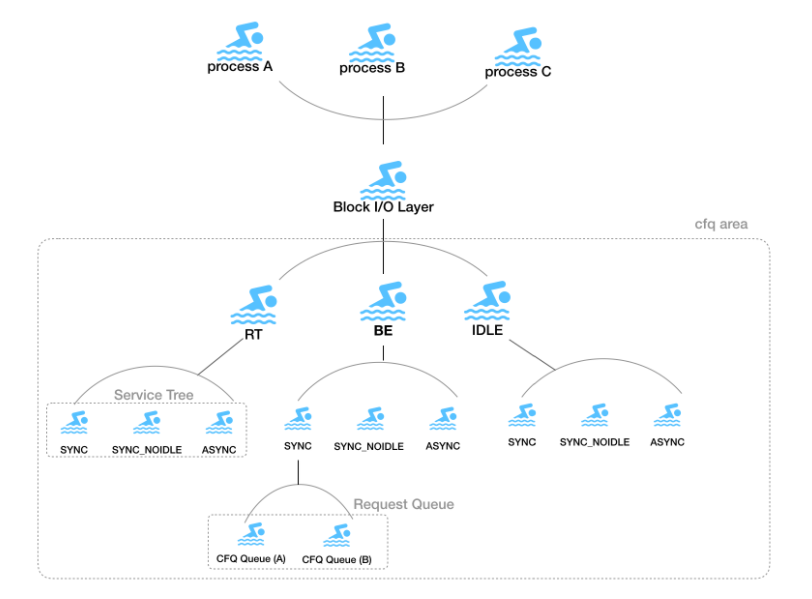 process A
process B
process C
Block I/O Layer
cfq area
RT
BE
IDLE
Service Tree
SYNC
SYNC_NOIDLE
ASYNC
SYNC
SYNC_NOIDLE
ASYNC
SYNC
SYNC_NOIDLE
ASYNC
Request Queue
CFQ Queue (A)
CFQ Queue (B)